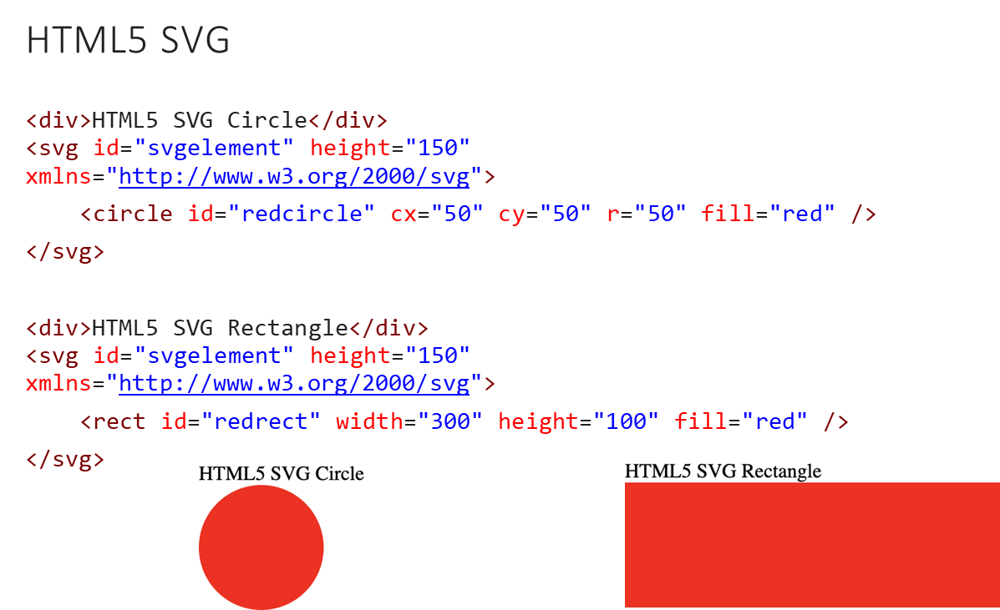 HTML5 SVG
<div>HTML5 SVG Circle</div>
<svg id="svgelement" height="150"
xmlns="http://www.w3.org/2000/svg">
<circle id="redcircle" cx="50" cy="50" r="50" fill="red" />
</svg>
<div>HTML5 SVG Rectangle</div>
<svg id="svgelement" height="150"
xmlns="http://www.w3.org/2000/svg">
<rect id="redrect" width="300" height="100" fill="red" />
</svg>
HTML5 SVG Circle
HTML5 SVG Rectangle